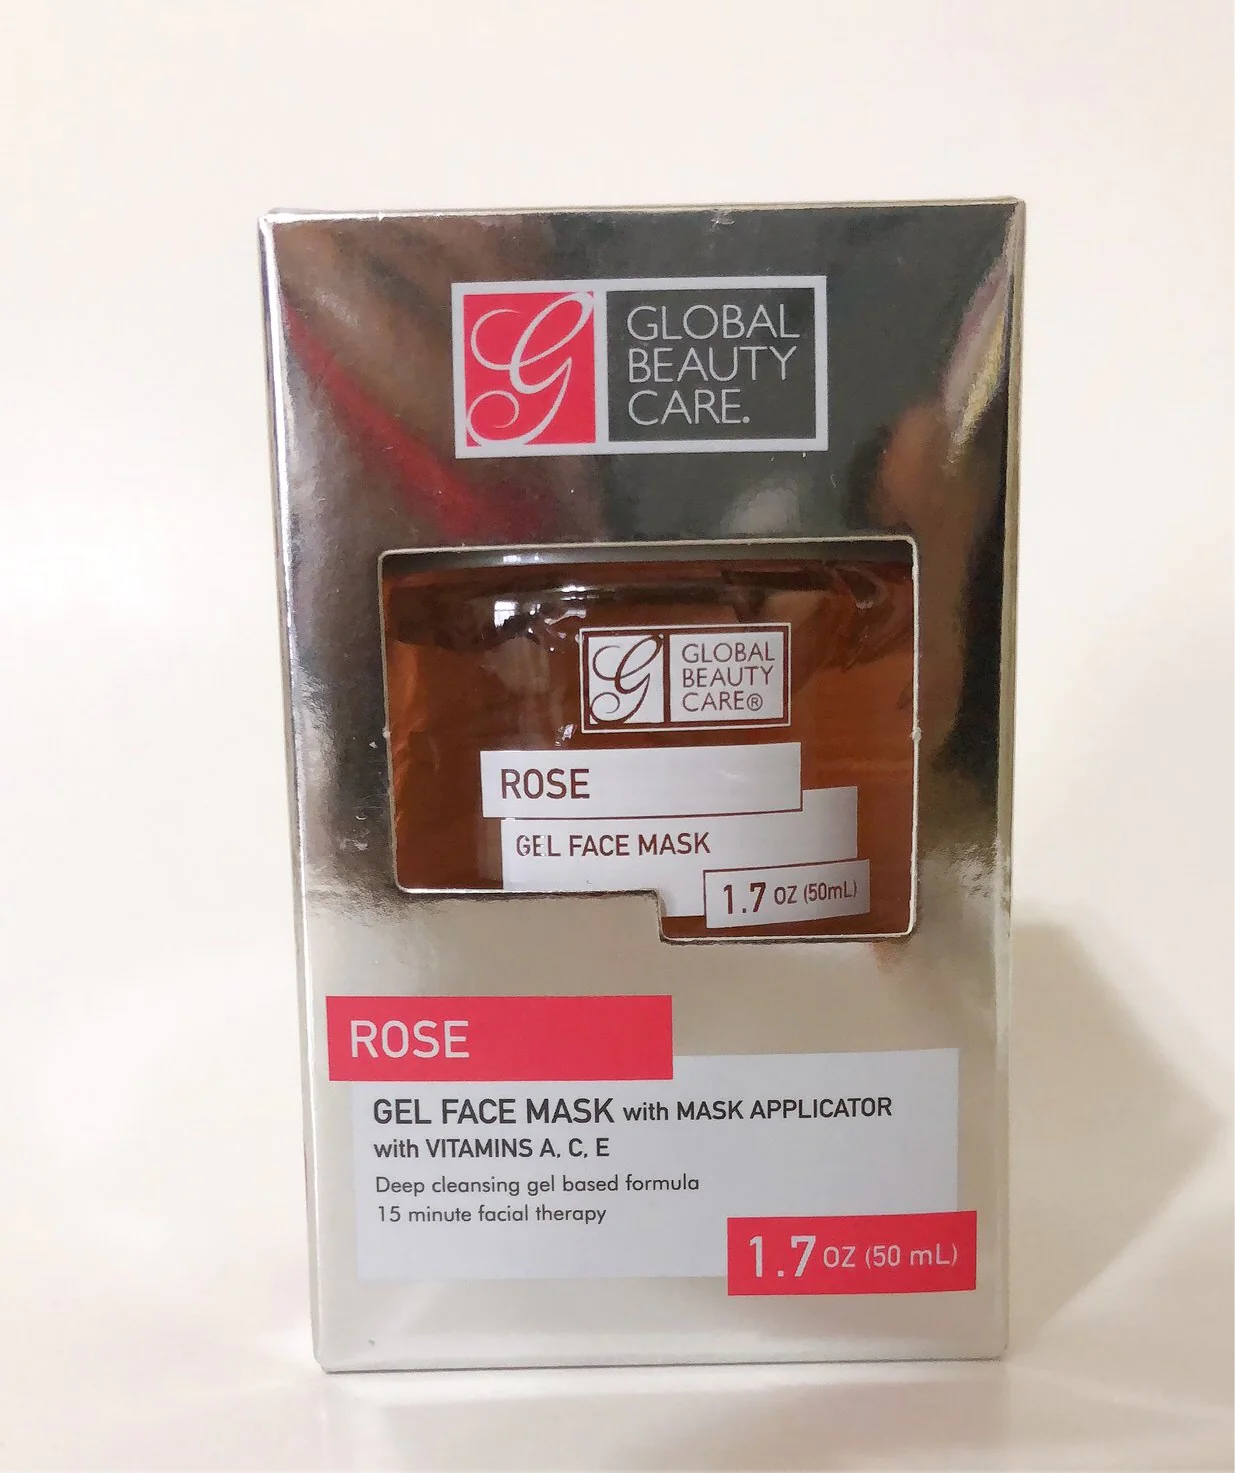 G
GLOBAL
BEAUTY
CARE.
G
GLOBAL
BEAUTY
CARE®
ROSE
GEL FACE MASK
1.7 OZ (50mL)
ROSE
GEL FACE MASK with MASK APPLICATOR
with VITAMINS A, C, E
Deep cleansing gel based formula
15 minute facial therapy
1.7 OZ (50 mL)